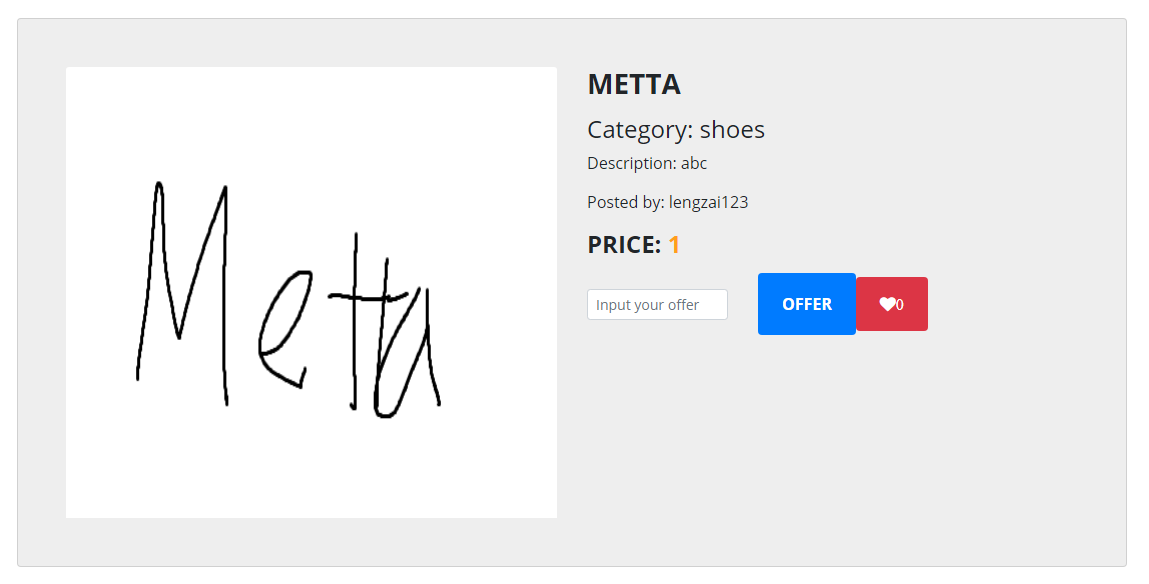 Metta
METTA
Category: shoes
Description: abc
Posted by: lengzai123
PRICE: 1
Input your offer
OFFER
0